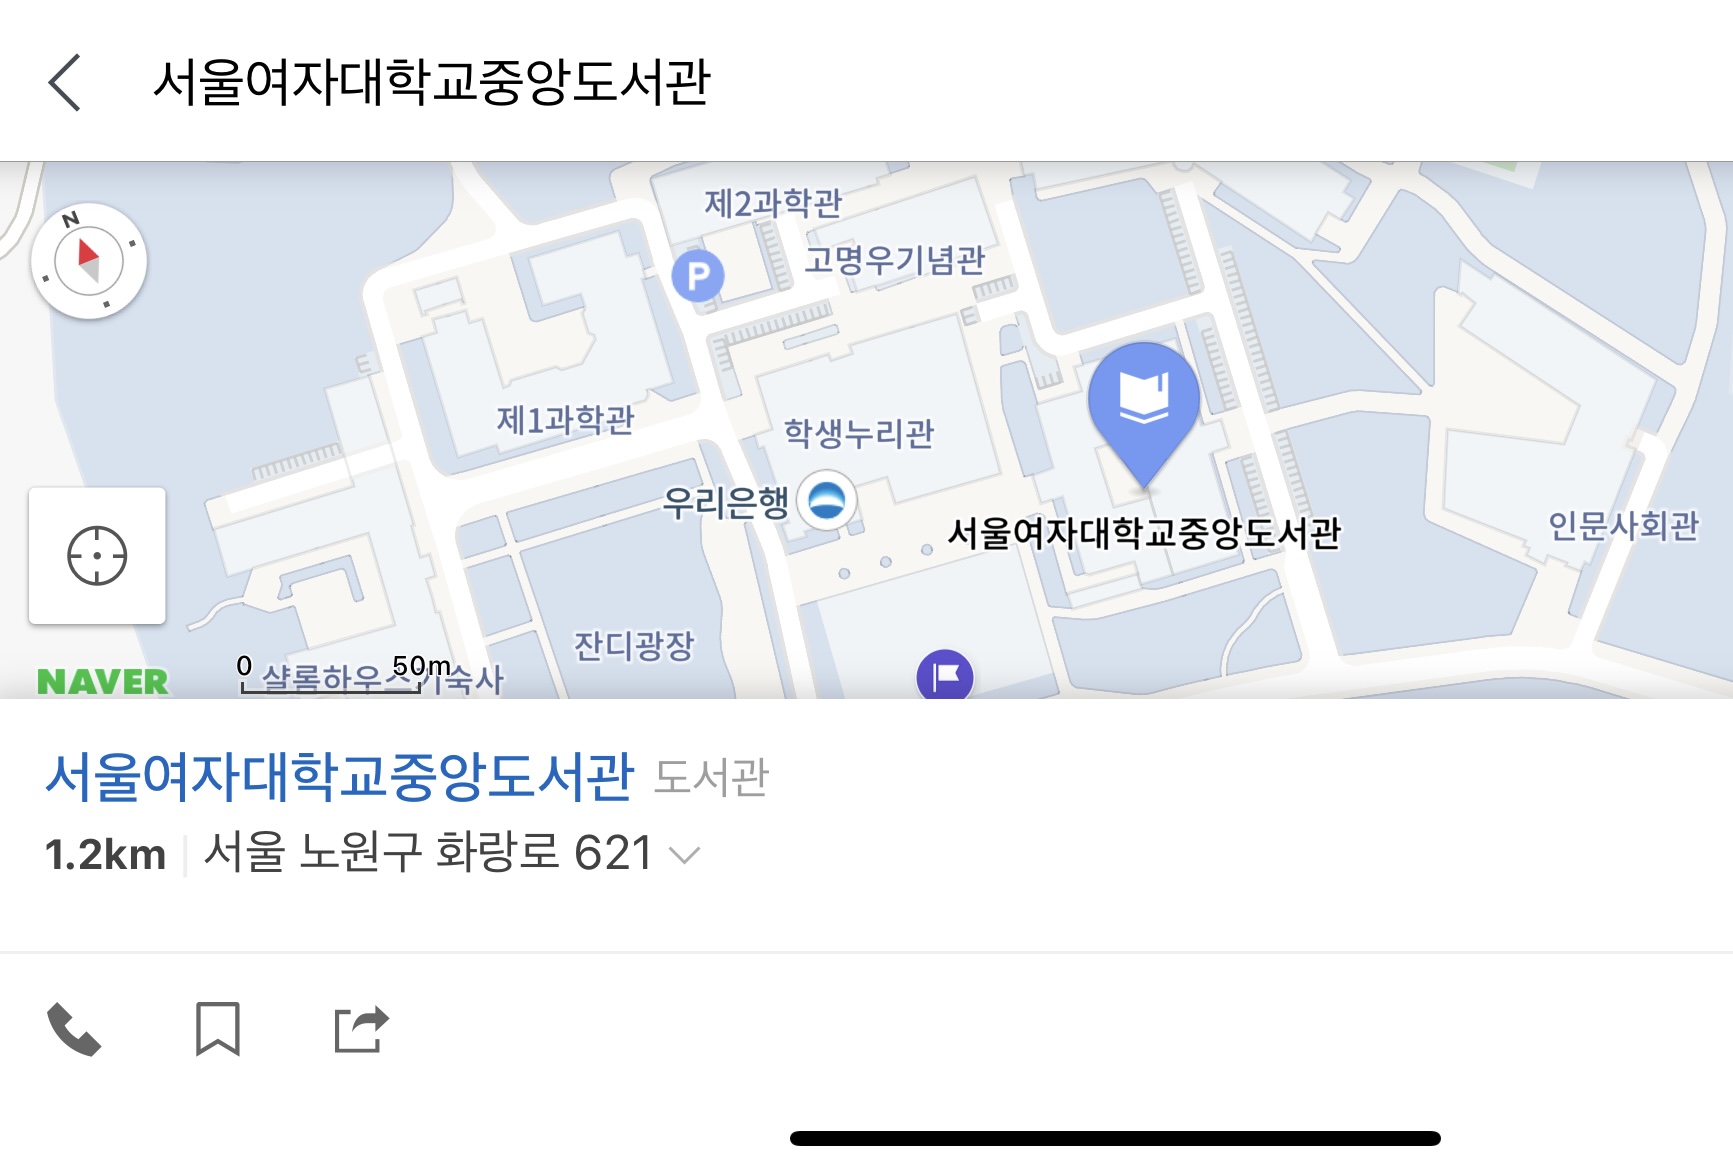 서울여자대학교중앙도서관
N
제2과학관
고명우기념관
P
제1과학관
학생누리관
우리은행
서울여자대학교중앙도서관
인문사회관
잔디광장
0 50m
샬롬하우스기숙사
NAVER
서울여자대학교중앙도서관 도서관
1.2km 서울 노원구 화랑로 621